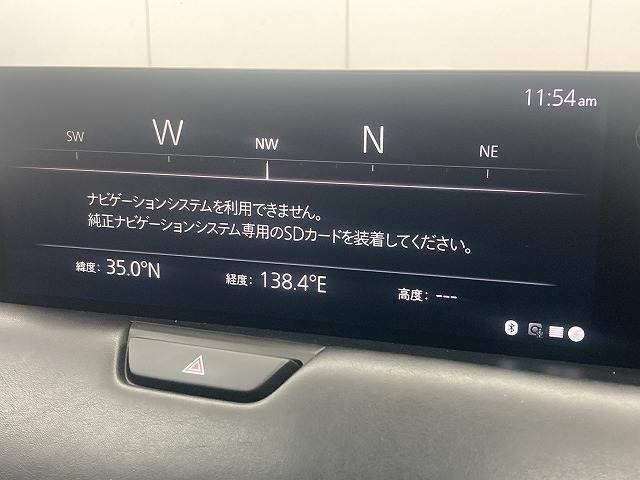 11:54am
SW W NW N NE
ナビゲーションシステムを利用できません。
純正ナビゲーションシステム専用のSDカードを装着してください。
緯度: 35.0°N 経度: 138.4°E 高度: ---